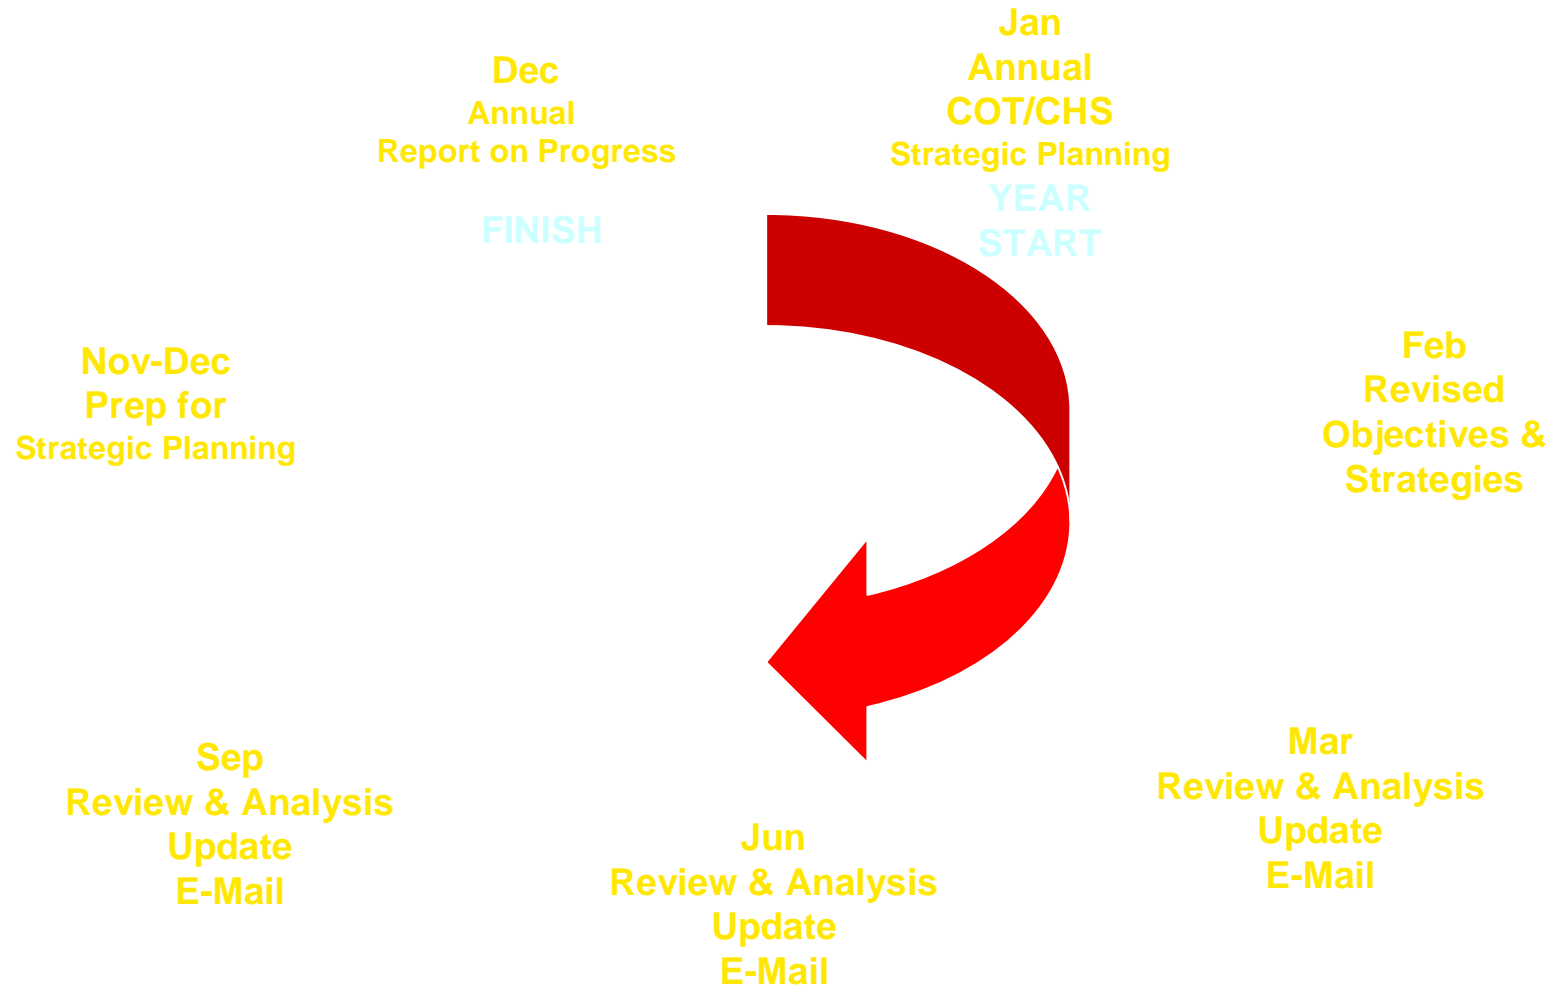 Jan
Annual
COT/CHS
Strategic Planning
YEAR
START
Feb
Revised
Objectives &
Strategies
Mar
Review & Analysis
Update
E-Mail
Jun
Review & Analysis
Update
E-Mail
Sep
Review & Analysis
Update
E-Mail
Nov-Dec
Prep for
Strategic Planning
Dec
Annual
Report on Progress
FINISH